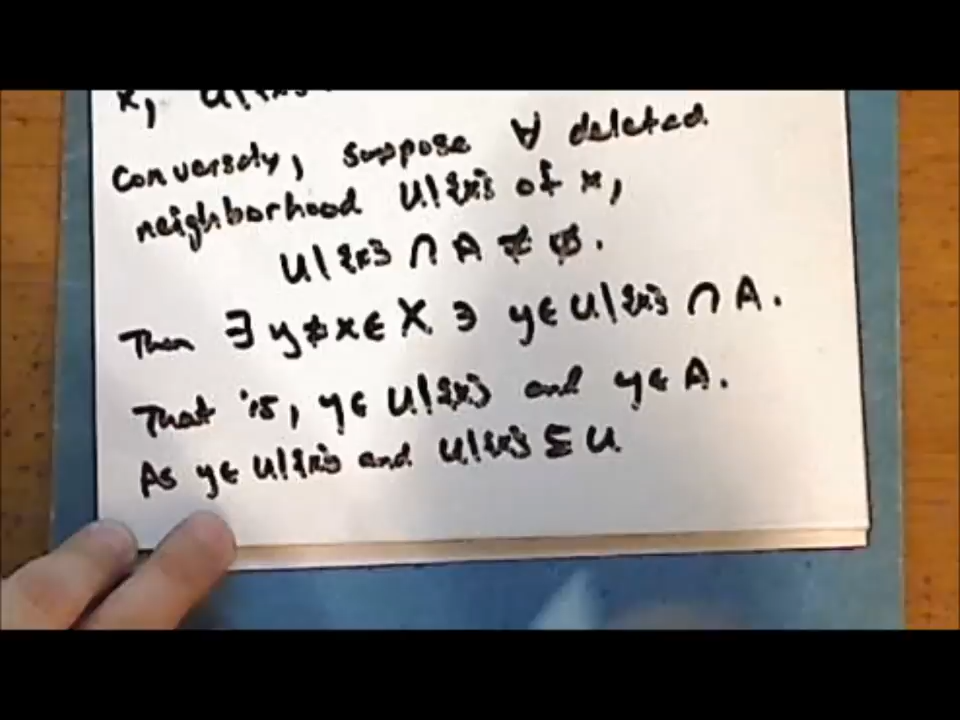 x, U\{x}
Conversely, suppose ∀ deleted
neighborhood U\{x} of x,
U\{x} ∩ A ≠ ∅.
Then ∃ y≠x∈X ∋ y∈U\{x} ∩ A.
That is, y∈U\{x} and y∈A.
As y∈U\{x} and U\{x} ⊆ U